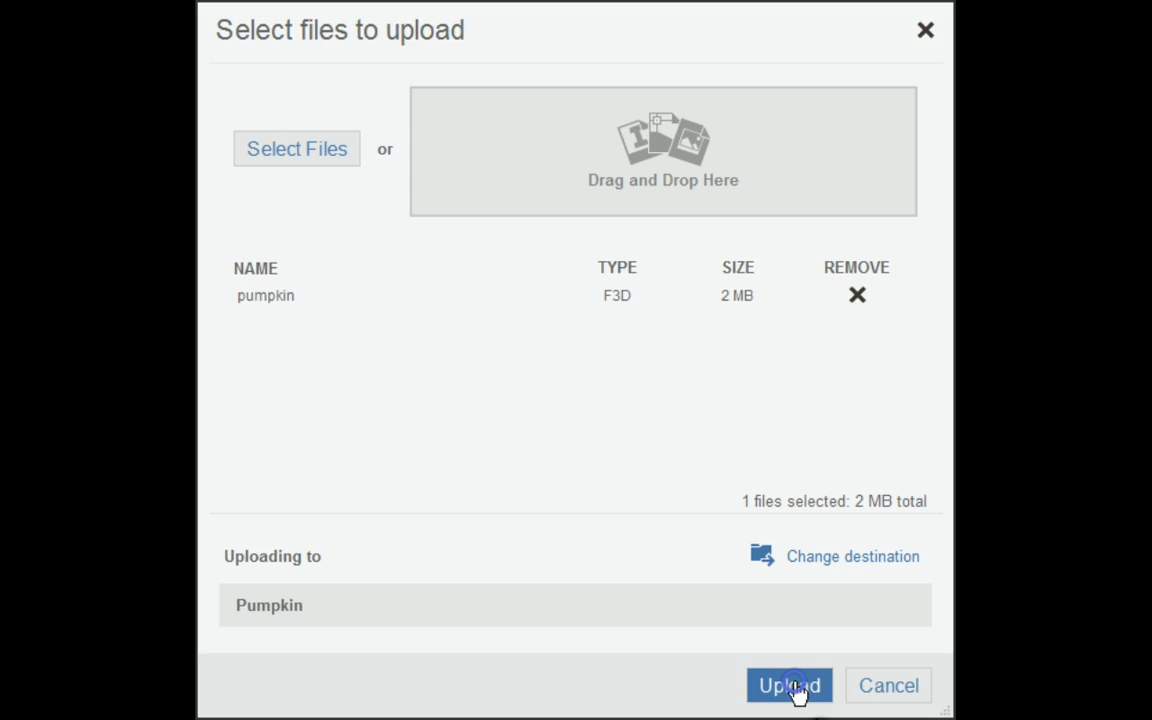 Select files to upload
Select Files or
Drag and Drop Here
NAME TYPE SIZE REMOVE
pumpkin F3D 2 MB
1 files selected: 2 MB total
Uploading to Change destination
Pumpkin
Upload Cancel